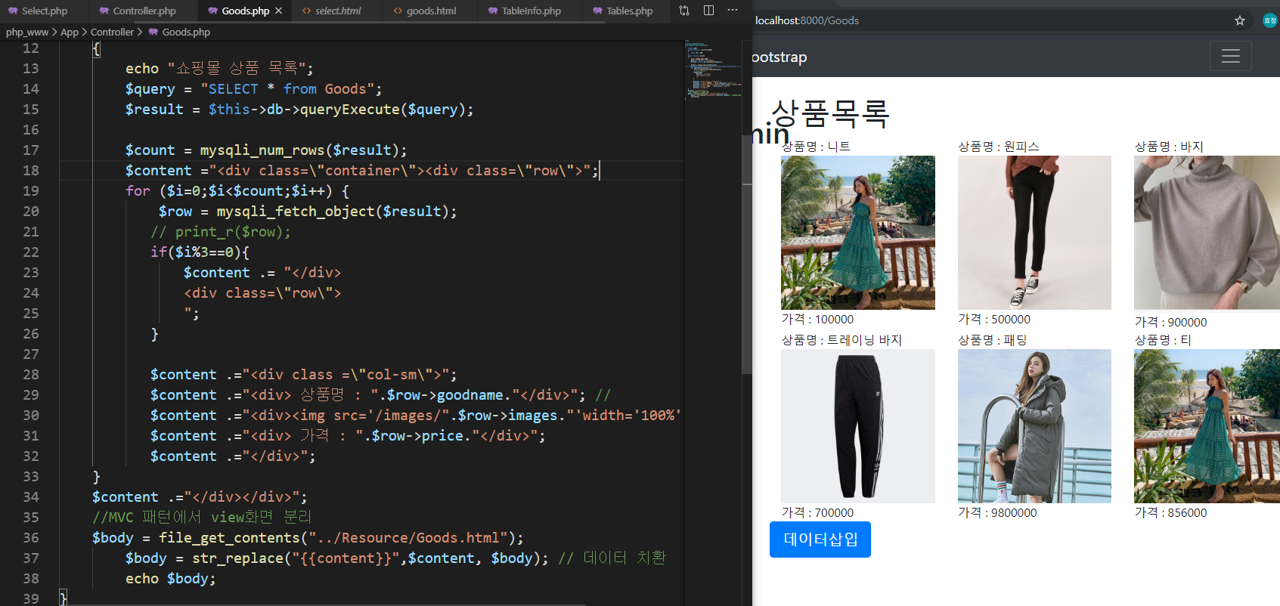 Select.php Controller.php Goods.php select.html goods.html TableInfo.php Tables.php
php_www > App > Controller > Goods.php
12 {
13 echo "쇼핑몰 상품 목록";
14 $query = "SELECT * from Goods";
15 $result = $this->db->queryExecute($query);
16
17 $count = mysqli_num_rows($result);
18 $content ="<div class=\"container\"><div class=\"row\">";
19 for ($i=0;$i<$count;$i++) {
20 $row = mysqli_fetch_object($result);
21 // print_r($row);
22 if($i%3==0){
23 $content .= "</div>
24 <div class=\"row\">
25 ";
26 }
27
28 $content .="<div class =\"col-sm\">";
29 $content .="<div> 상품명 : ".$row->goodname."</div>"; //
30 $content .="<div><img src='/images/".$row->images."'width='100%'
31 $content .="<div> 가격 : ".$row->price."</div>";
32 $content .="</div>";
33 }
34 $content .="</div></div>";
35 //MVC 패턴에서 view화면 분리
36 $body = file_get_contents("../Resource/Goods.html");
37 $body = str_replace("{{content}}",$content, $body); // 데이터 치환
38 echo $body;
39 }
localhost:8000/Goods
효정
ootstrap
상품목록
min
상품명 : 니트 상품명 : 원피스 상품명 : 바지
가격 : 100000 가격 : 500000 가격 : 900000
상품명 : 트레이닝 바지 상품명 : 패딩 상품명 : 티
가격 : 700000 가격 : 9800000 가격 : 856000
데이터삽입